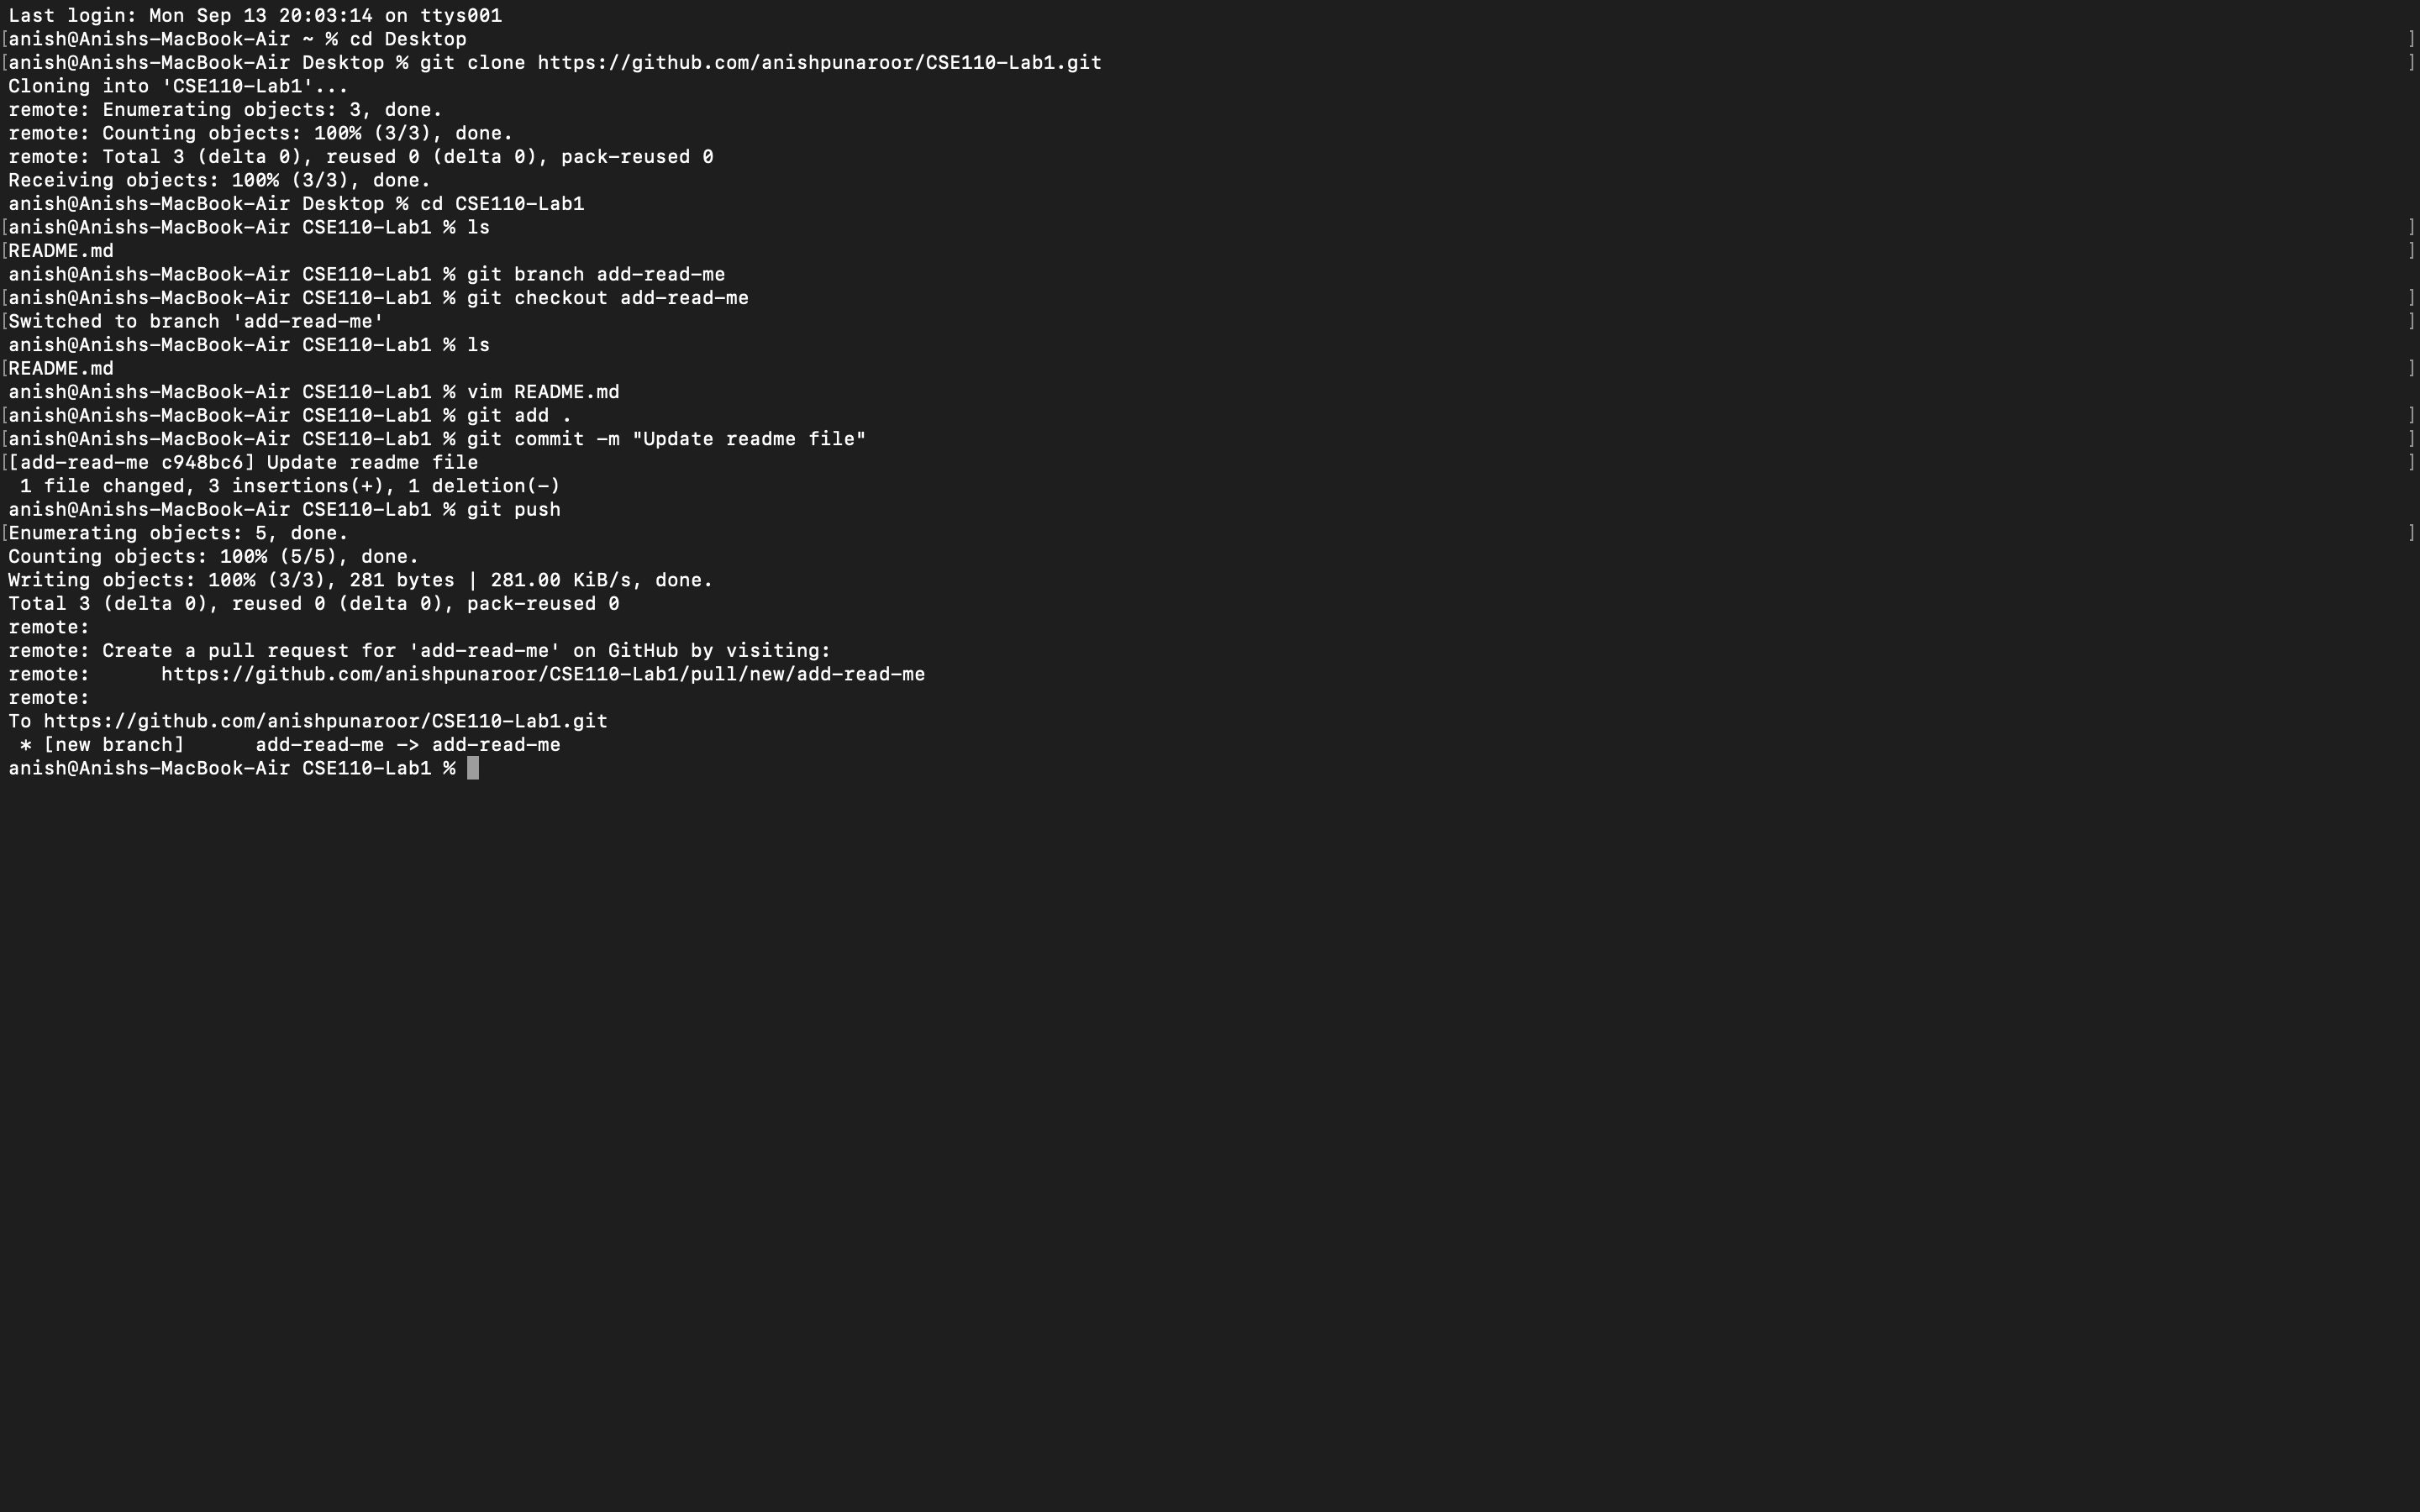 Last login: Mon Sep 13 20:03:14 on ttys001
[anish@Anishs-MacBook-Air ~ % cd Desktop ]
[anish@Anishs-MacBook-Air Desktop % git clone https://github.com/anishpunaroor/CSE110-Lab1.git ]
Cloning into 'CSE110-Lab1'...
remote: Enumerating objects: 3, done.
remote: Counting objects: 100% (3/3), done.
remote: Total 3 (delta 0), reused 0 (delta 0), pack-reused 0
Receiving objects: 100% (3/3), done.
anish@Anishs-MacBook-Air Desktop % cd CSE110-Lab1
[anish@Anishs-MacBook-Air CSE110-Lab1 % ls ]
[README.md ]
anish@Anishs-MacBook-Air CSE110-Lab1 % git branch add-read-me
[anish@Anishs-MacBook-Air CSE110-Lab1 % git checkout add-read-me ]
[Switched to branch 'add-read-me' ]
anish@Anishs-MacBook-Air CSE110-Lab1 % ls
[README.md ]
anish@Anishs-MacBook-Air CSE110-Lab1 % vim README.md
[anish@Anishs-MacBook-Air CSE110-Lab1 % git add . ]
[anish@Anishs-MacBook-Air CSE110-Lab1 % git commit -m "Update readme file" ]
[[add-read-me c948bc6] Update readme file ]
 1 file changed, 3 insertions(+), 1 deletion(-)
anish@Anishs-MacBook-Air CSE110-Lab1 % git push
[Enumerating objects: 5, done. ]
Counting objects: 100% (5/5), done.
Writing objects: 100% (3/3), 281 bytes | 281.00 KiB/s, done.
Total 3 (delta 0), reused 0 (delta 0), pack-reused 0
remote:
remote: Create a pull request for 'add-read-me' on GitHub by visiting:
remote:      https://github.com/anishpunaroor/CSE110-Lab1/pull/new/add-read-me
remote:
To https://github.com/anishpunaroor/CSE110-Lab1.git
 * [new branch]      add-read-me -> add-read-me
anish@Anishs-MacBook-Air CSE110-Lab1 %